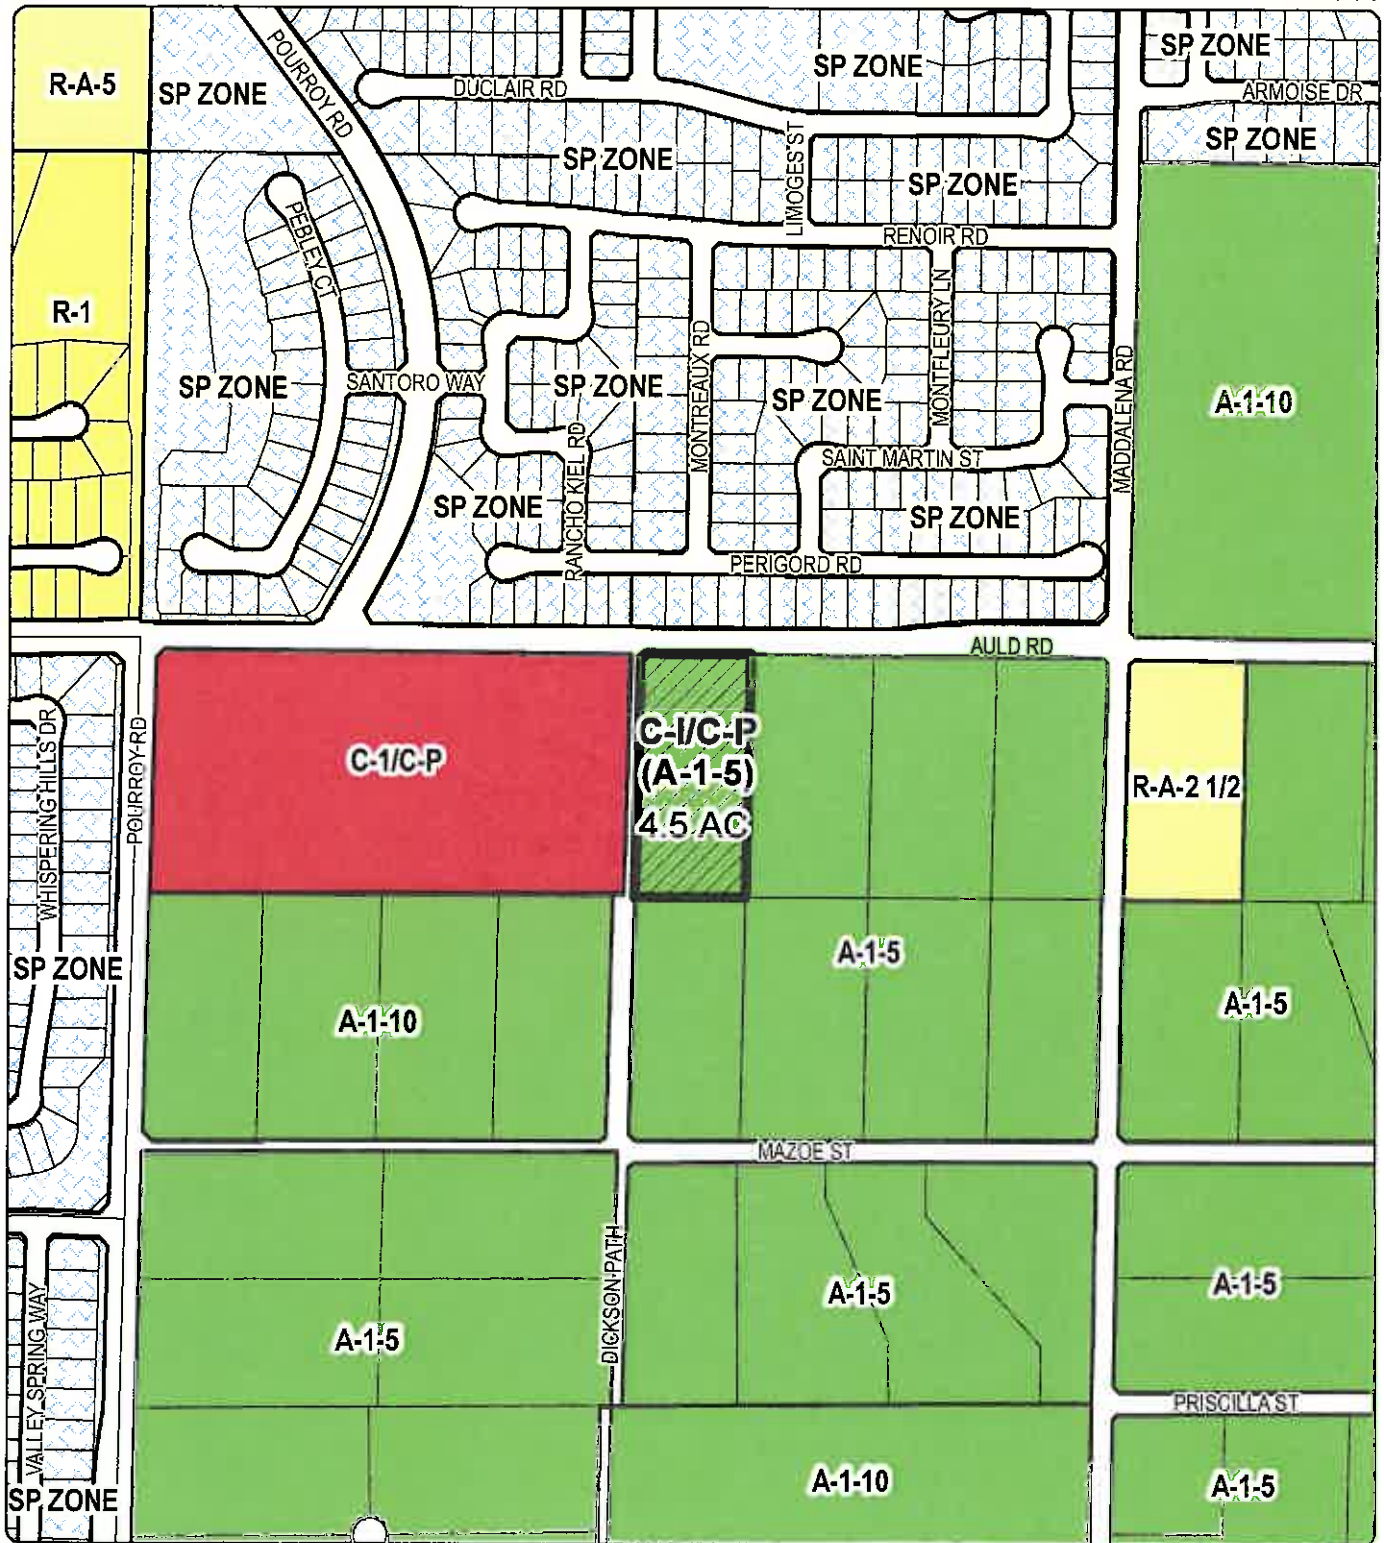 SP ZONE
R-A-5
SP ZONE
POURROY RD
DUCLAIR RD
SP ZONE
ARMOISE DR
SP ZONE
SP ZONE
LIMOGES ST
SP ZONE
PEBLEY CT
RENOIR RD
R-1
MONTFLEURY LN
MONTREAUX RD
MADDALENA RD
SP ZONE
SANTORO WAY
SP ZONE
SP ZONE
A-1-10
RANCHO KIEL RD
SAINT MARTIN ST
SP ZONE
SP ZONE
PERIGORD RD
AULD RD
WHISPERING HILLS DR
POURROY RD
C-1/C-P
C-I/C-P
(A-1-5)
4.5 AC
R-A-2 1/2
SP ZONE
A-1-5
A-1-10
A-1-5
MAZOE ST
DICKSON PATH
VALLEY SPRING WAY
A-1-5
A-1-5
A-1-5
PRISCILLA ST
SP ZONE
A-1-10
A-1-5